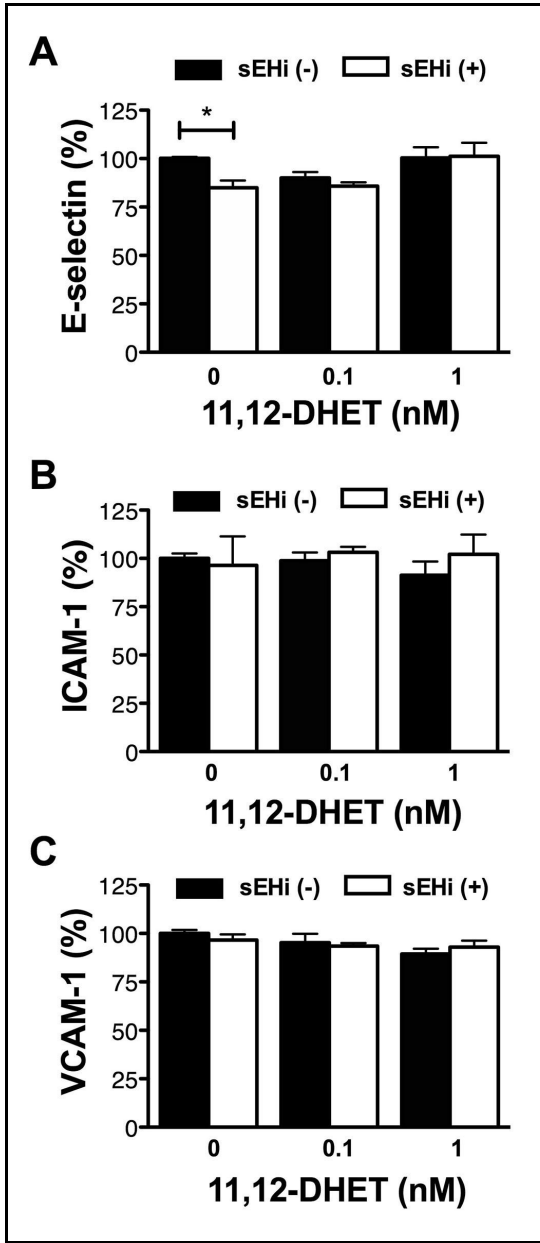 A
sEHi (-) sEHi (+)
E-selectin (%)
125
100
75
50
25
0
*
0 0.1 1
11,12-DHET (nM)
B
sEHi (-) sEHi (+)
ICAM-1 (%)
125
100
75
50
25
0
0 0.1 1
11,12-DHET (nM)
C
sEHi (-) sEHi (+)
VCAM-1 (%)
125
100
75
50
25
0
0 0.1 1
11,12-DHET (nM)